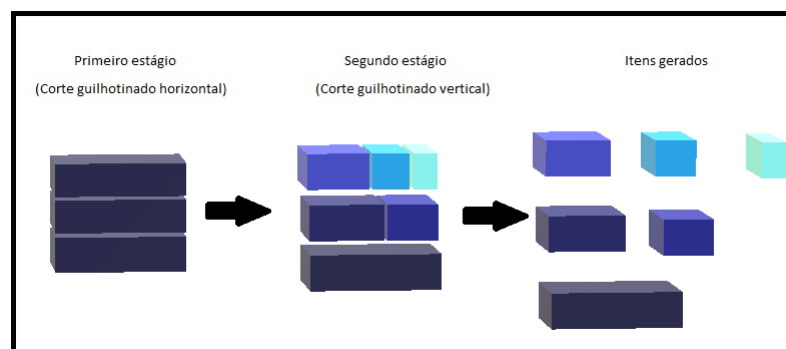 Primeiro estágio
(Corte guilhotinado horizontal)
Segundo estágio
(Corte guilhotinado vertical)
Itens gerados